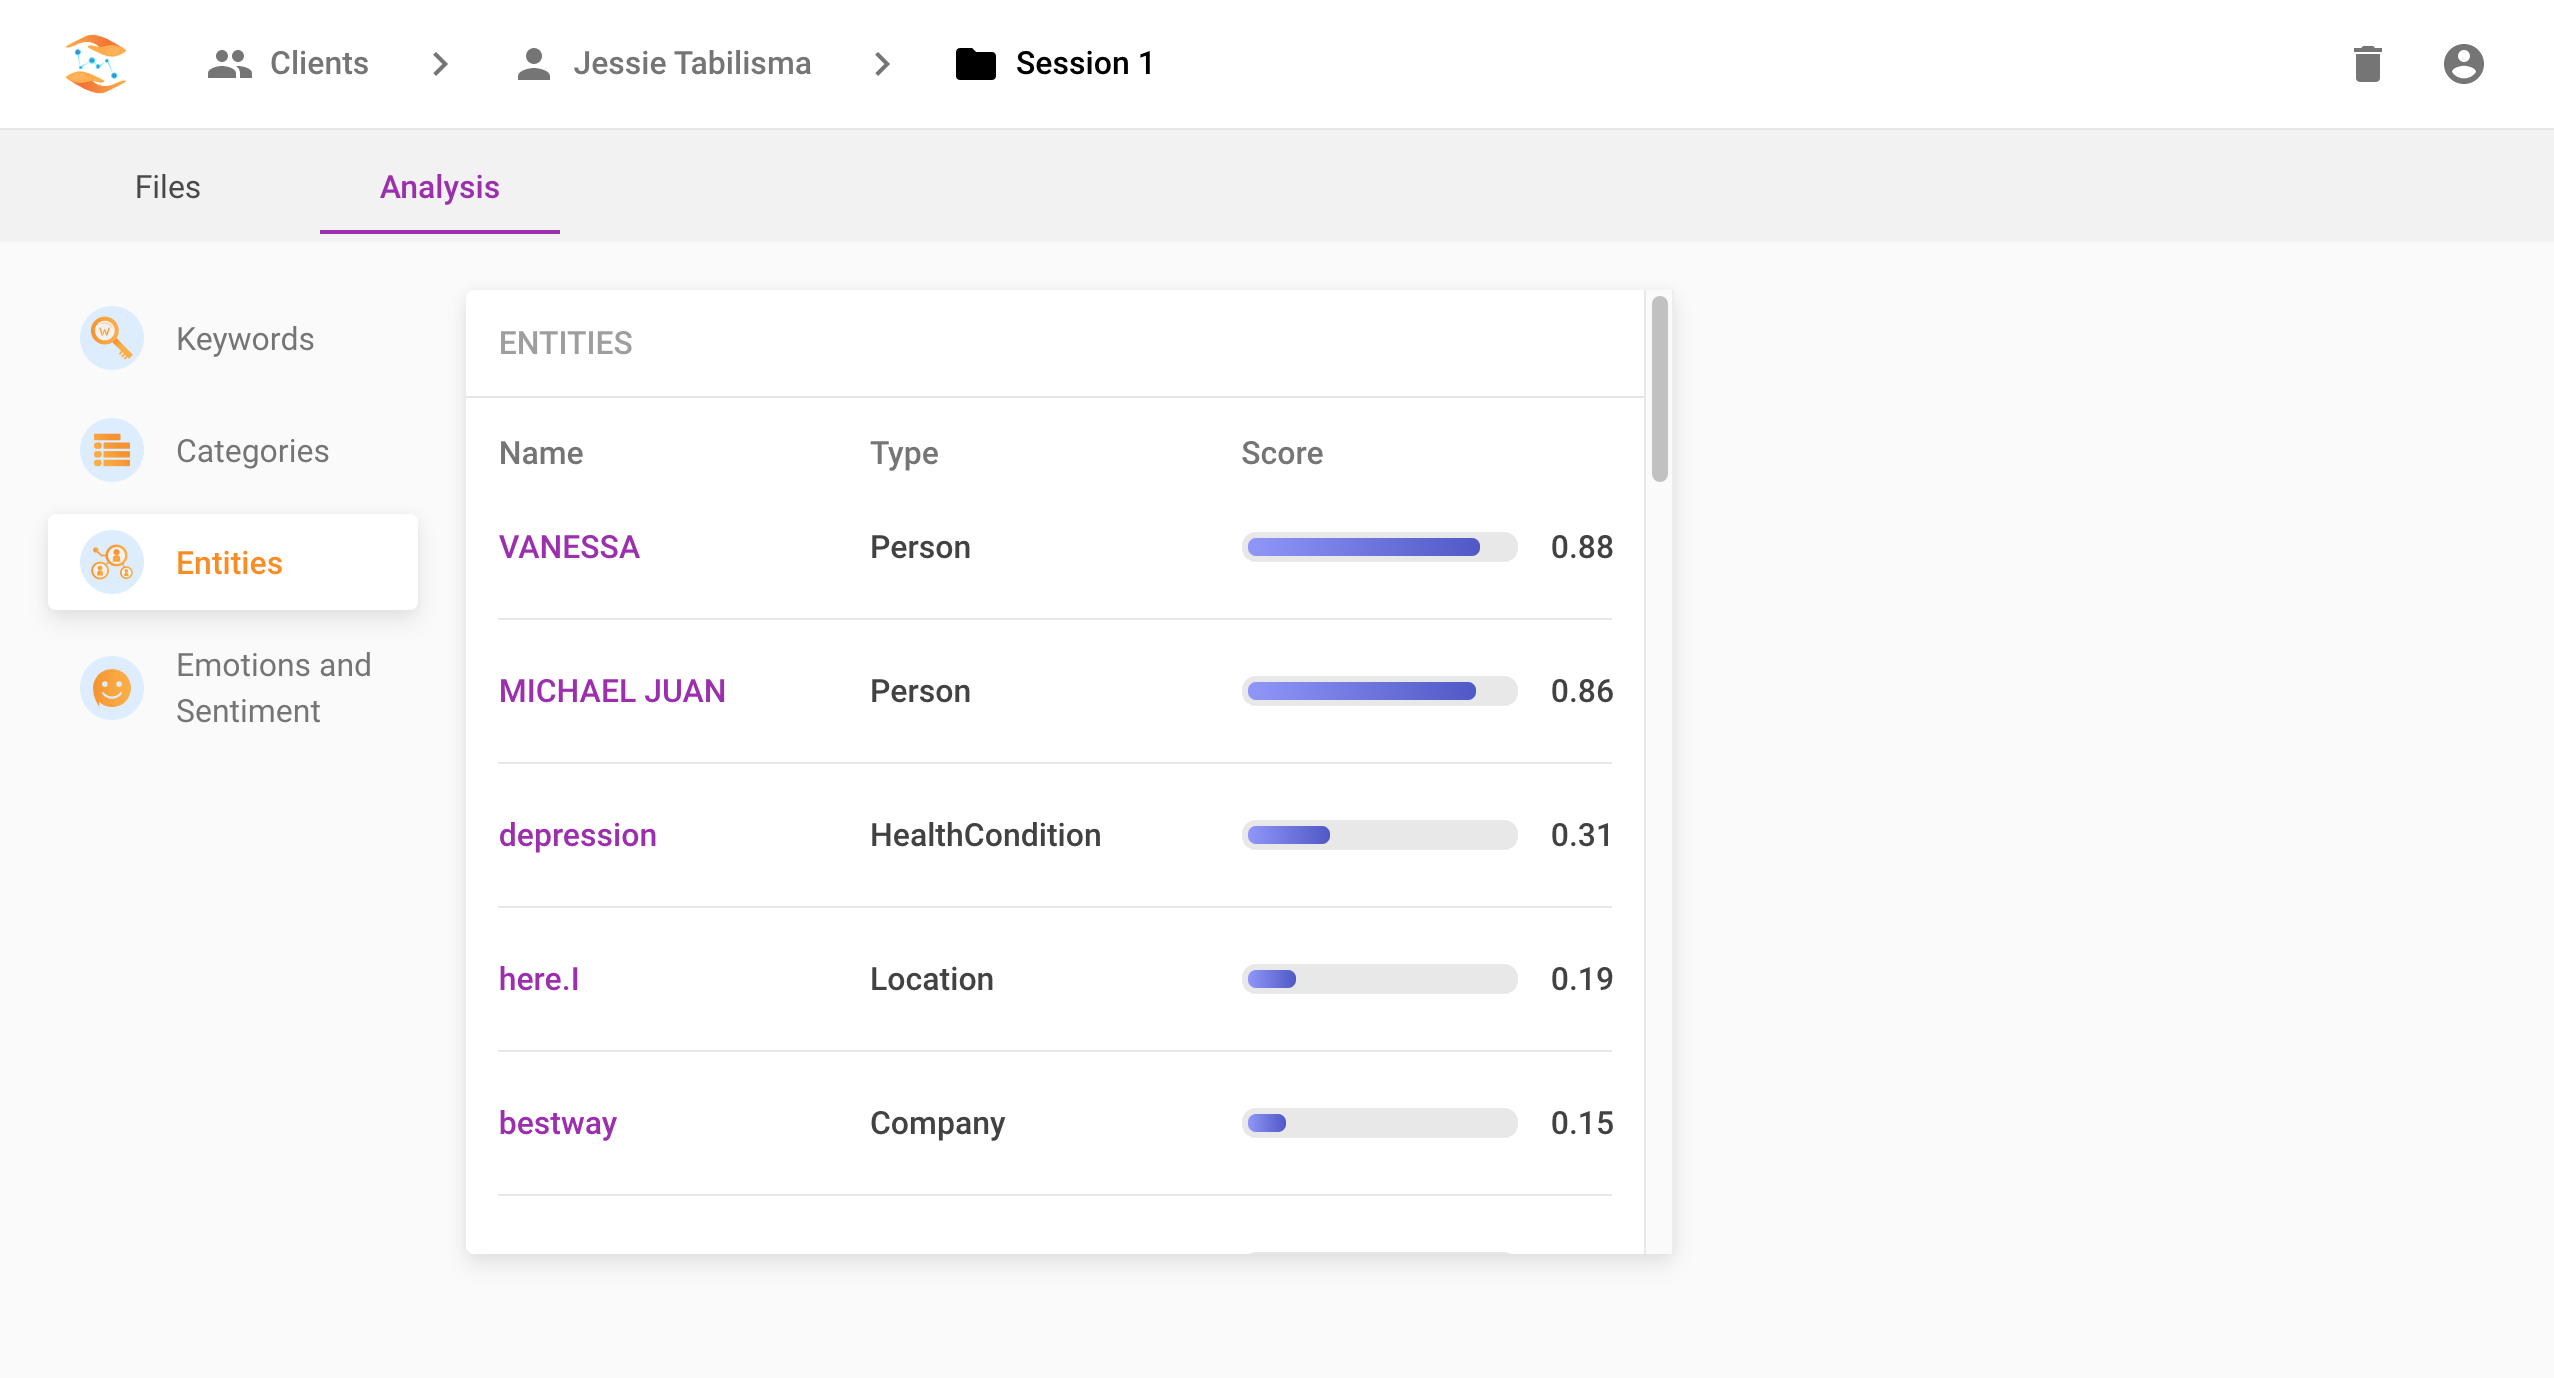 Clients
Jessie Tabilisma
Session 1
Files
Analysis
Keywords
Categories
Entities
Emotions and
Sentiment
ENTITIES
Name Type Score
VANESSA Person 0.88
MICHAEL JUAN Person 0.86
depression HealthCondition 0.31
here.I Location 0.19
bestway Company 0.15